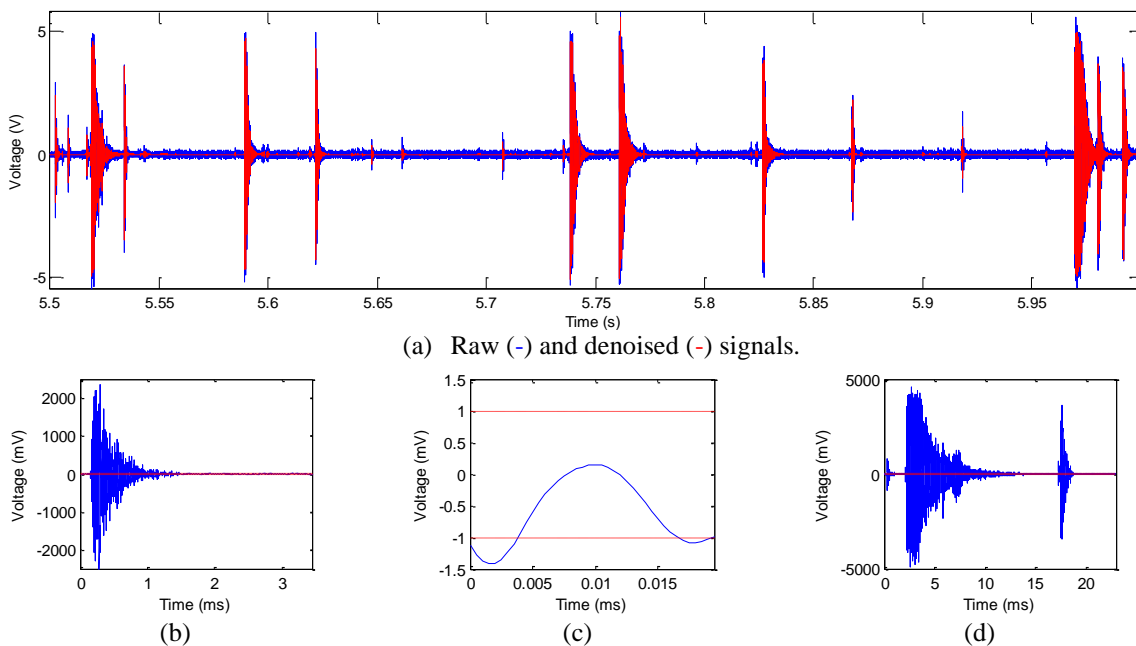 5
0
-5
Voltage (V)
5.5 5.55 5.6 5.65 5.7 5.75 5.8 5.85 5.9 5.95
Time (s)
(a) Raw (-) and denoised (-) signals.
2000
1000
0
-1000
-2000
Voltage (mV)
0 1 2 3
Time (ms)
(b)
1.5
1
0.5
0
-0.5
-1
-1.5
Voltage (mV)
0 0.005 0.01 0.015
Time (ms)
(c)
5000
0
-5000
Voltage (mV)
0 5 10 15 20
Time (ms)
(d)